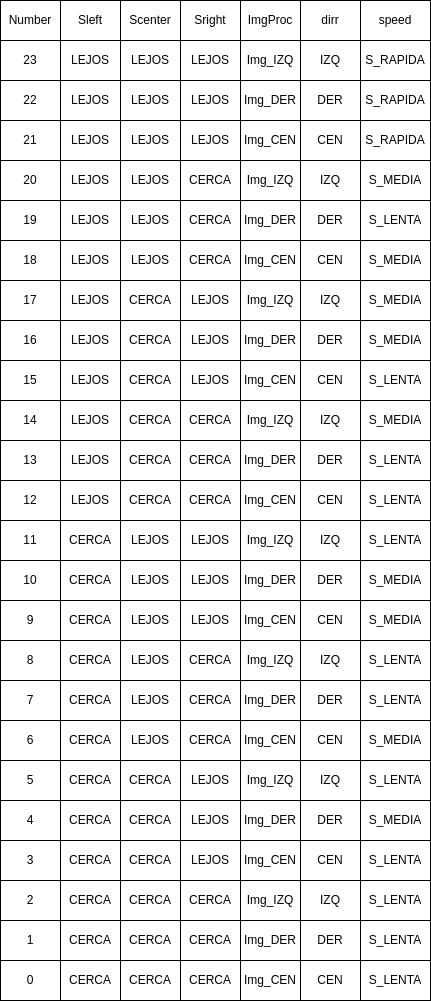 Number Sleft Scenter Sright ImgProc dirr speed
23 LEJOS LEJOS LEJOS Img_IZQ IZQ S_RAPIDA
22 LEJOS LEJOS LEJOS Img_DER DER S_RAPIDA
21 LEJOS LEJOS LEJOS Img_CEN CEN S_RAPIDA
20 LEJOS LEJOS CERCA Img_IZQ IZQ S_MEDIA
19 LEJOS LEJOS CERCA Img_DER DER S_LENTA
18 LEJOS LEJOS CERCA Img_CEN CEN S_MEDIA
17 LEJOS CERCA LEJOS Img_IZQ IZQ S_MEDIA
16 LEJOS CERCA LEJOS Img_DER DER S_MEDIA
15 LEJOS CERCA LEJOS Img_CEN CEN S_LENTA
14 LEJOS CERCA CERCA Img_IZQ IZQ S_MEDIA
13 LEJOS CERCA CERCA Img_DER DER S_LENTA
12 LEJOS CERCA CERCA Img_CEN CEN S_LENTA
11 CERCA LEJOS LEJOS Img_IZQ IZQ S_LENTA
10 CERCA LEJOS LEJOS Img_DER DER S_MEDIA
9 CERCA LEJOS LEJOS Img_CEN CEN S_MEDIA
8 CERCA LEJOS CERCA Img_IZQ IZQ S_LENTA
7 CERCA LEJOS CERCA Img_DER DER S_LENTA
6 CERCA LEJOS CERCA Img_CEN CEN S_MEDIA
5 CERCA CERCA LEJOS Img_IZQ IZQ S_LENTA
4 CERCA CERCA LEJOS Img_DER DER S_MEDIA
3 CERCA CERCA LEJOS Img_CEN CEN S_LENTA
2 CERCA CERCA CERCA Img_IZQ IZQ S_LENTA
1 CERCA CERCA CERCA Img_DER DER S_LENTA
0 CERCA CERCA CERCA Img_CEN CEN S_LENTA